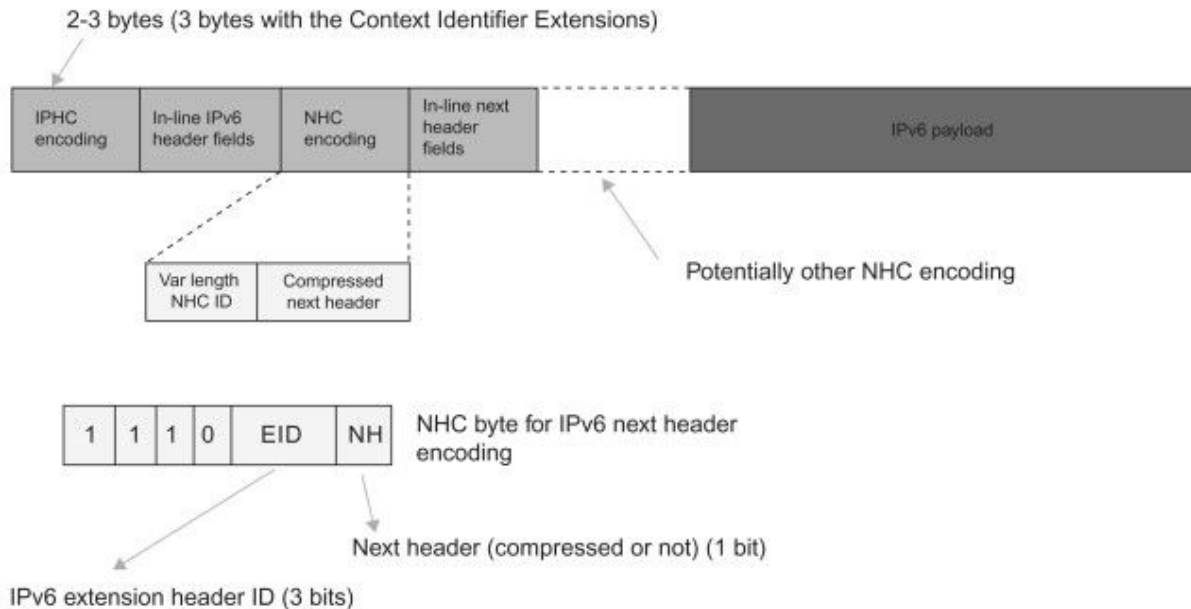 2-3 bytes (3 bytes with the Context Identifier Extensions)
IPHC
encoding
In-line IPv6
header fields
NHC
encoding
In-line next
header
fields
IPv6 payload
Var length
NHC ID
Compressed
next header
Potentially other NHC encoding
1 1 1 0 EID NH
NHC byte for IPv6 next header
encoding
Next header (compressed or not) (1 bit)
IPv6 extension header ID (3 bits)